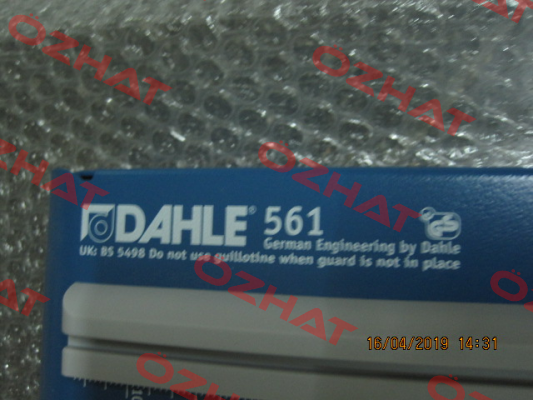 DAHLE® 561
German Engineering by Dahle
UK: BS 5498 Do not use guillotine when guard is not in place
16/04/2019 14:31
OZHAT
OZHAT
OZHAT
OZHAT
OZHAT